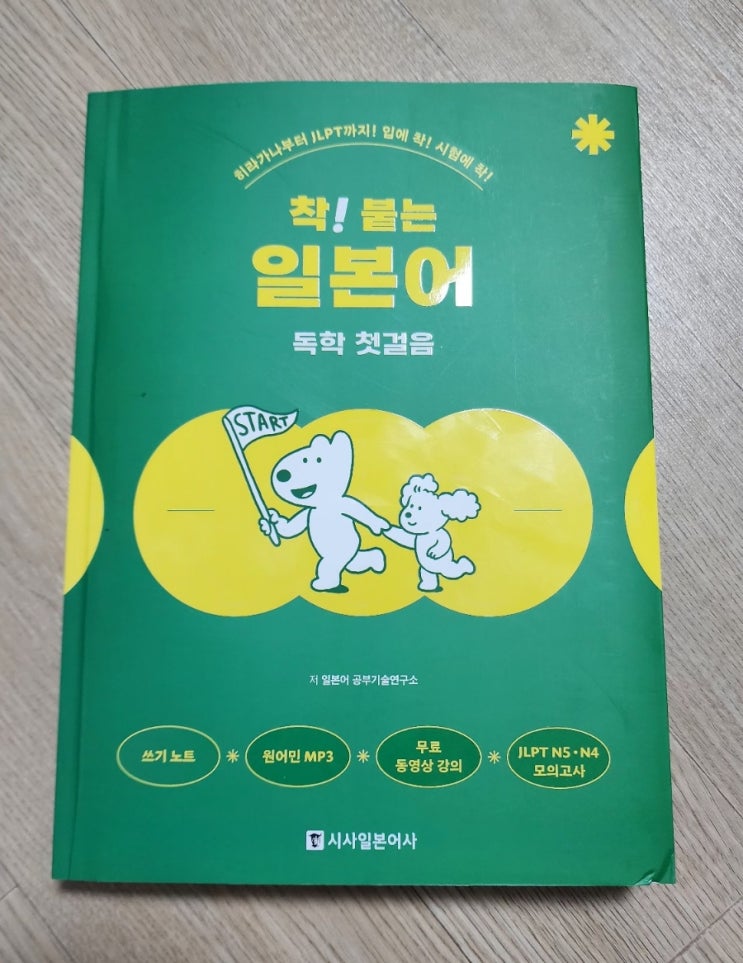 히라가나부터 JLPT까지! 입에 착! 시험에 착!
착! 붙는
일본어
독학 첫걸음
START
저 일본어 공부기술연구소
쓰기 노트
원어민 MP3
무료
동영상 강의
JLPT N5・N4
모의고사
시사일본어사